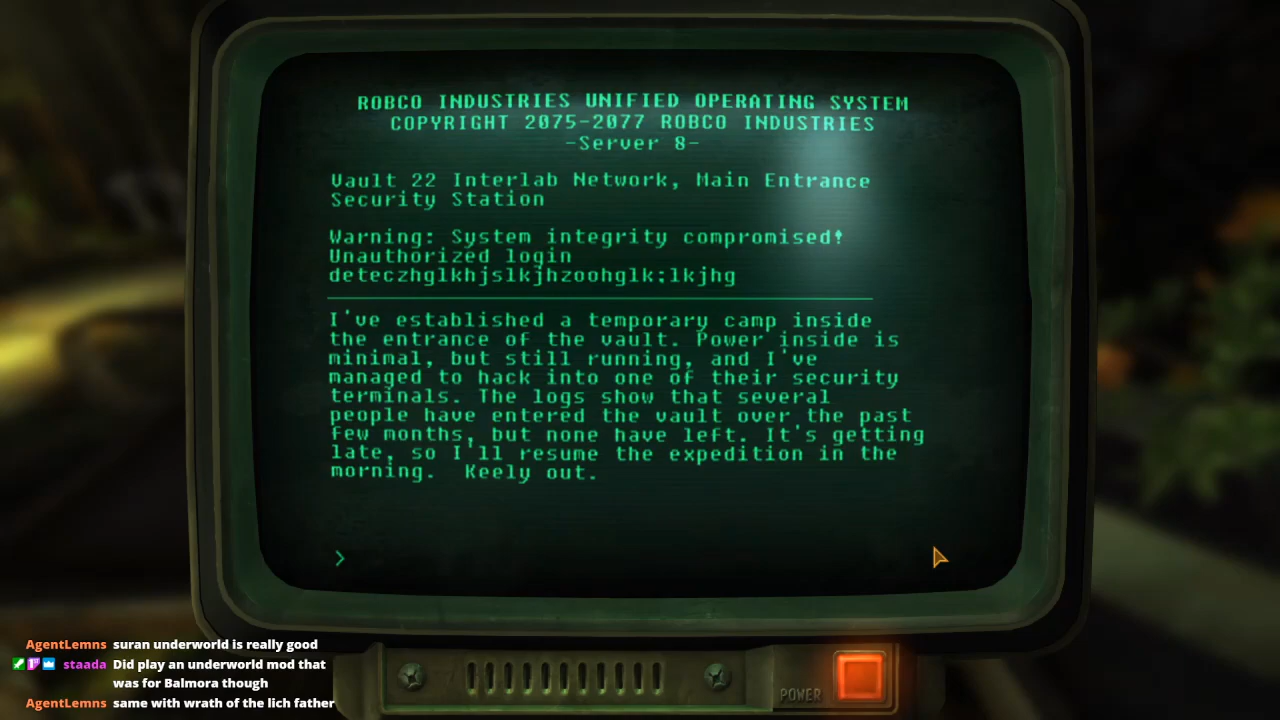 ROBCO INDUSTRIES UNIFIED OPERATING SYSTEM
COPYRIGHT 2075-2077 ROBCO INDUSTRIES
-Server 8-
Vault 22 Interlab Network, Main Entrance
Security Station
Warning: System integrity compromised!
Unauthorized login
deteczhglkhjslkjhzoohglk;lkjhg
I've established a temporary camp inside
the entrance of the vault. Power inside is
minimal, but still running, and I've
managed to hack into one of their security
terminals. The logs show that several
people have entered the vault over the past
few months, but none have left. It's getting
late, so I'll resume the expedition in the
morning.  Keely out.
>
AgentLemns suran underworld is really good
staada Did play an underworld mod that
was for Balmora though
AgentLemns same with wrath of the lich father
POWER